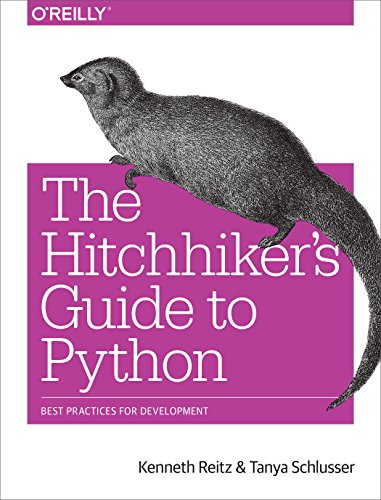 O'REILLY®
The
Hitchhiker's
Guide to
Python
BEST PRACTICES FOR DEVELOPMENT
Kenneth Reitz & Tanya Schlusser